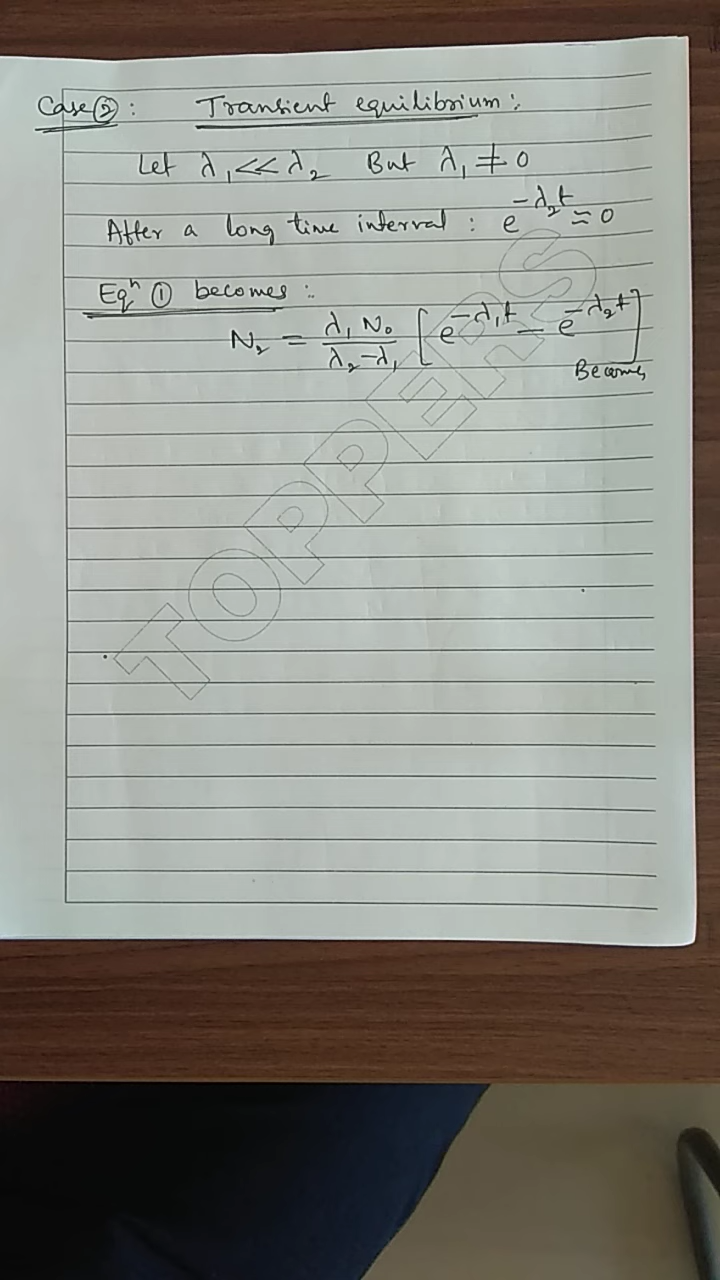 Case ② : Transient equilibrium :
Let λ₁ << λ₂ But λ₁ ≠ 0
After a long time interval : e^{-λ₂t} ≈ 0
Eqⁿ ① becomes :
N₂ = λ₁ N₀ / λ₂-λ₁ [ e^{-λ₁t} - e^{-λ₂t} ]
Becomes
TOPPERS